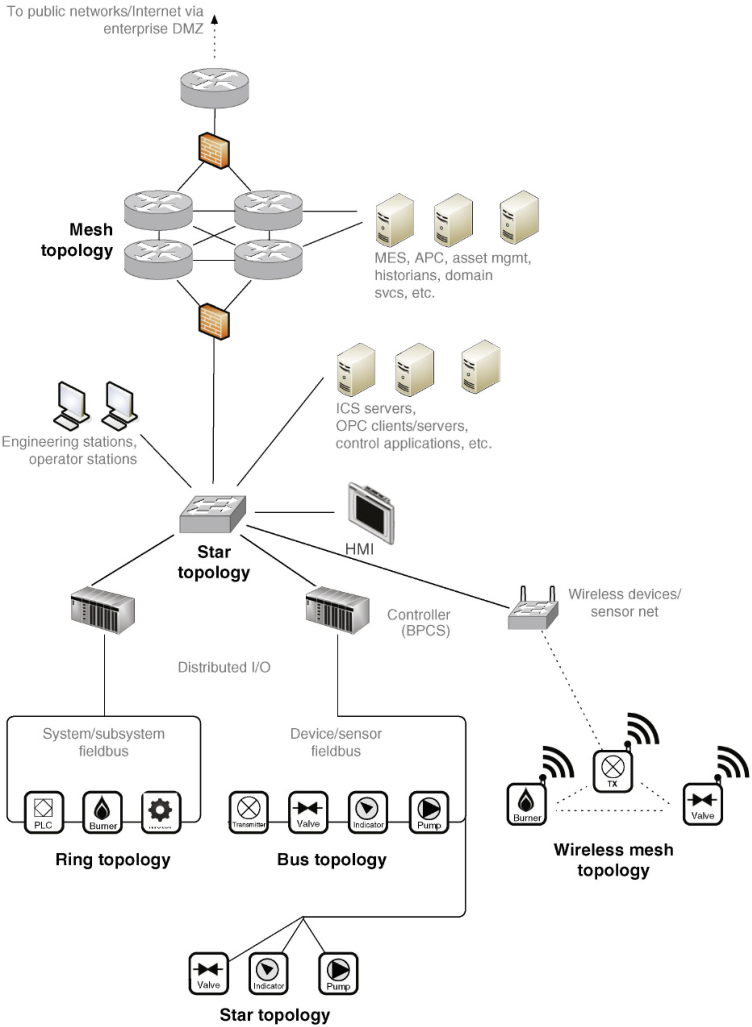 To public networks/Internet via
enterprise DMZ
Mesh
topology
MES, APC, asset mgmt,
historians, domain
svcs, etc.
ICS servers,
OPC clients/servers,
control applications, etc.
Engineering stations,
operator stations
Star
topology
HMI
Wireless devices/
sensor net
Controller
(BPCS)
Distributed I/O
System/subsystem
fieldbus
Device/sensor
fieldbus
TX
Burner
Valve
PLC
Burner
Transmitter
Valve
Indicator
Pump
Ring topology
Bus topology
Wireless mesh
topology
Valve
Indicator
Pump
Star topology